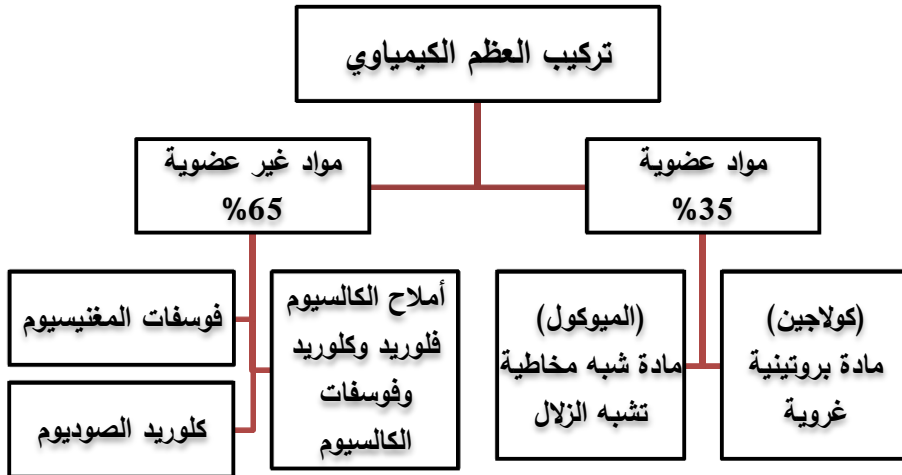 تركيب العظم الكيمياوي
مواد عضوية
%35
مواد غير عضوية
%65
(كولاجين)
مادة بروتينية
غروية
(الميوكول)
مادة شبه مخاطية
تشبه الزلال
أملاح الكالسيوم
فلوريد وكلوريد
وفوسفات
الكالسيوم
فوسفات المغنيسيوم
كلوريد الصوديوم